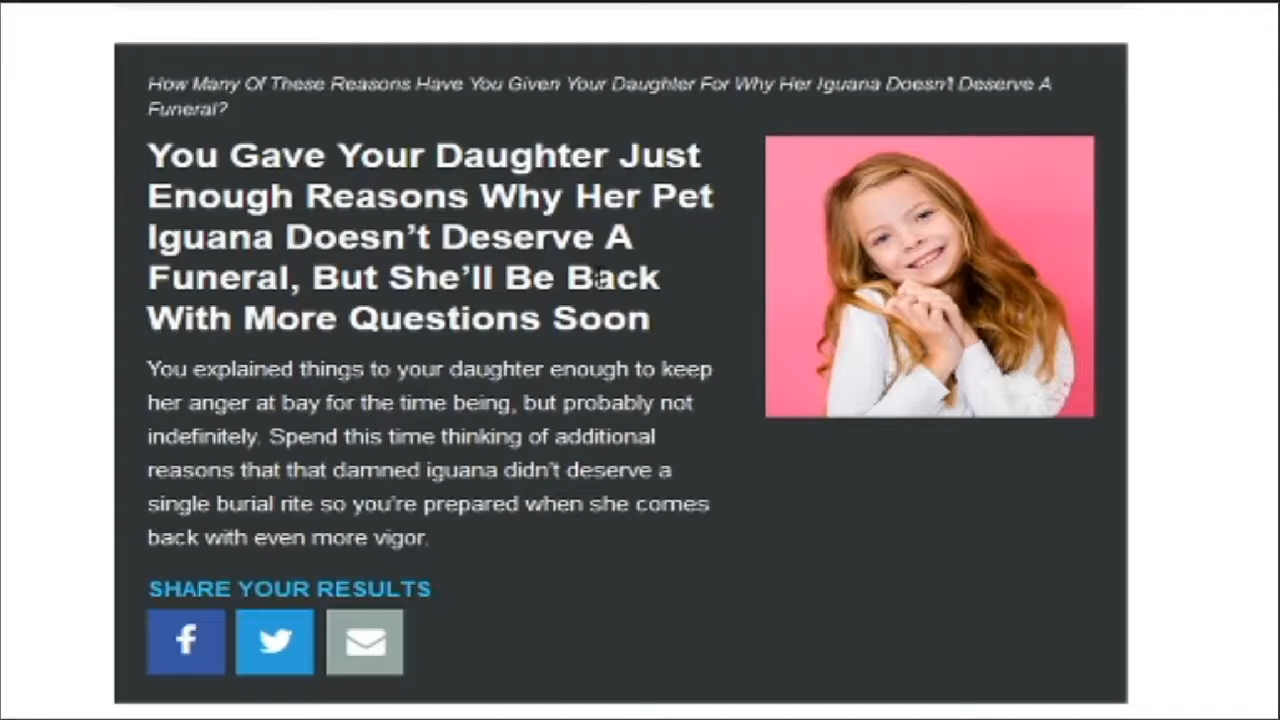 How Many Of These Reasons Have You Given Your Daughter For Why Her Iguana Doesn't Deserve A
Funeral?
You Gave Your Daughter Just
Enough Reasons Why Her Pet
Iguana Doesn’t Deserve A
Funeral, But She’ll Be Back
With More Questions Soon
You explained things to your daughter enough to keep
her anger at bay for the time being, but probably not
indefinitely. Spend this time thinking of additional
reasons that that damned iguana didn’t deserve a
single burial rite so you’re prepared when she comes
back with even more vigor.
SHARE YOUR RESULTS